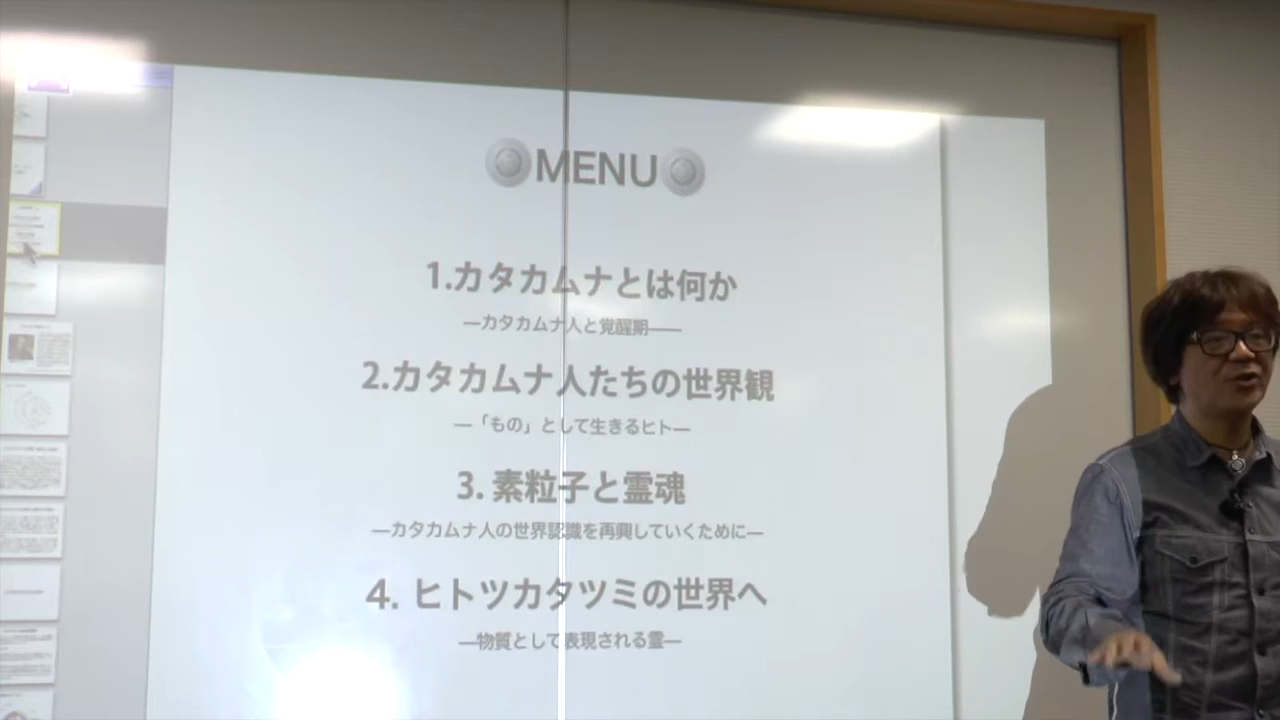 MENU
1.カタカムナとは何か
―カタカムナ人と覚醒期――
2.カタカムナ人たちの世界観
―「もの」として生きるヒト―
3. 素粒子と霊魂
―カタカムナ人の世界認識を再興していくために―
4. ヒトツカタツミの世界へ
―物質として表現される霊―